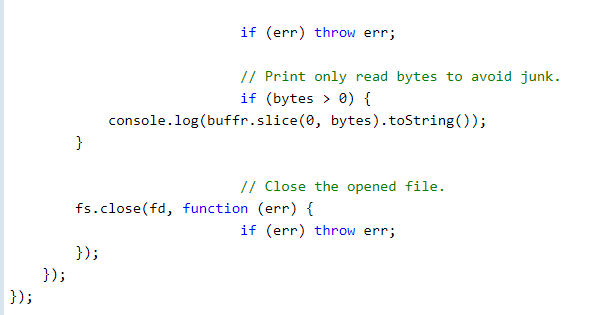 if (err) throw err;
// Print only read bytes to avoid junk.
if (bytes > 0) {
console.log(buffr.slice(0, bytes).toString());
}
// Close the opened file.
fs.close(fd, function (err) {
if (err) throw err;
});
});
});